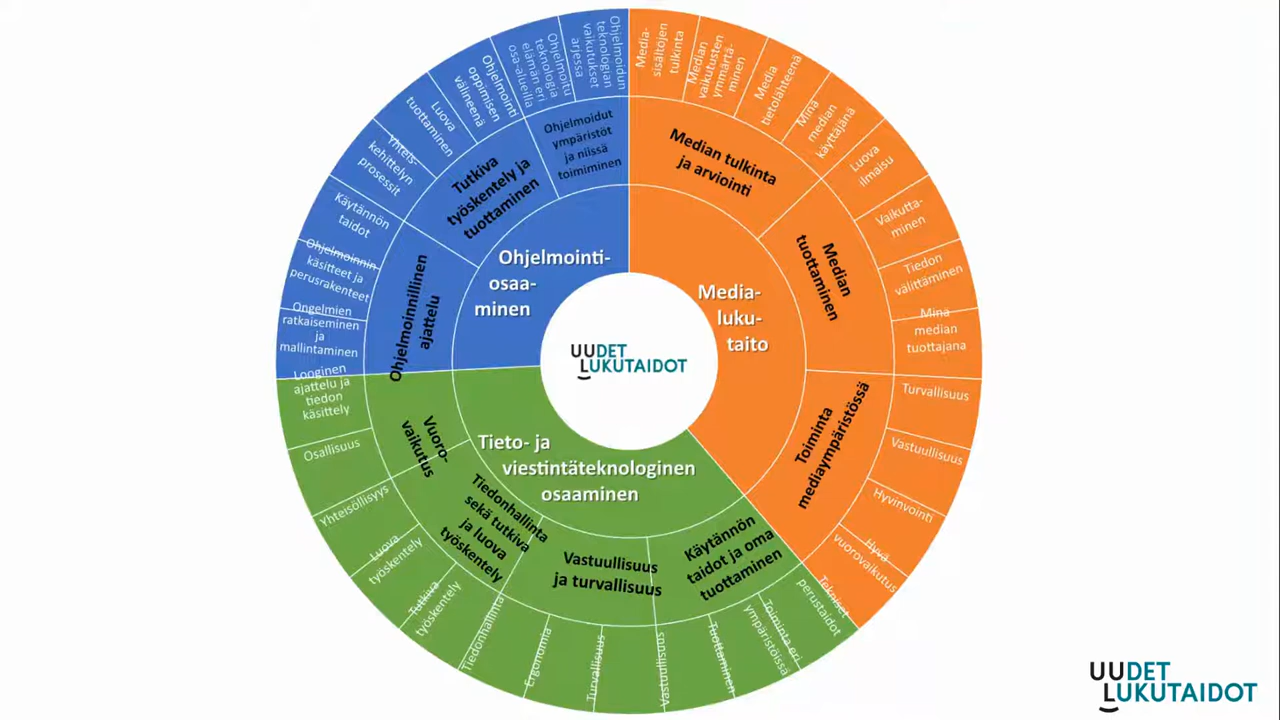 Media-
sisältöjen
tulkinta
Median
vaikutusten
ymmärtä-
minen
Media
tietolähteenä
Minä
median
käyttäjänä
Luova
ilmaisu
Vaikutta-
minen
Tiedon
välittäminen
Minä
median
tuottajana
Turvallisuus
Vastuullisuus
Hyvinvointi
Hyvä
vuorovaikutus
Tekniset
perustaidot
Toiminta eri
ympäristöissä
Tuottaminen
Vastuullisuus
Turvallisuus
Ergonomia
Tiedonhallinta
Tutkiva
työskentely
Luova
työskentely
Yhteisöllisyys
Osallisuus
Looginen
ajattelu ja
tiedon
käsittely
Ongelmien
ratkaiseminen
ja
mallintaminen
Ohjelmoinnin
käsitteet ja
perusrakenteet
Käytännön
taidot
Yhteis-
kehittelyn
prosessit
Luova
tuottaminen
Ohjelmointi
oppimisen
välineenä
Ohjelmoitu
teknologia
elämän eri
osa-alueilla
Ohjelmoidun
teknologian
vaikutukset
arjessa
Median tulkinta
ja arviointi
Median
tuottaminen
Toiminta
mediaympäristössä
Käytännön
taidot ja oma
tuottaminen
Vastuullisuus
ja turvallisuus
Tiedonhallinta
sekä tutkiva
ja luova
työskentely
Vuoro-
vaikutus
Ohjelmoinnillinen
ajattelu
Tutkiva
työskentely ja
tuottaminen
Ohjelmoidut
ympäristöt
ja niissä
toimiminen
Ohjelmointi-
osaa-
minen
Media-
luku-
taito
Tieto- ja
viestintäteknologinen
osaaminen
UUDET
LUKUTAIDOT
UUDET
LUKUTAIDOT